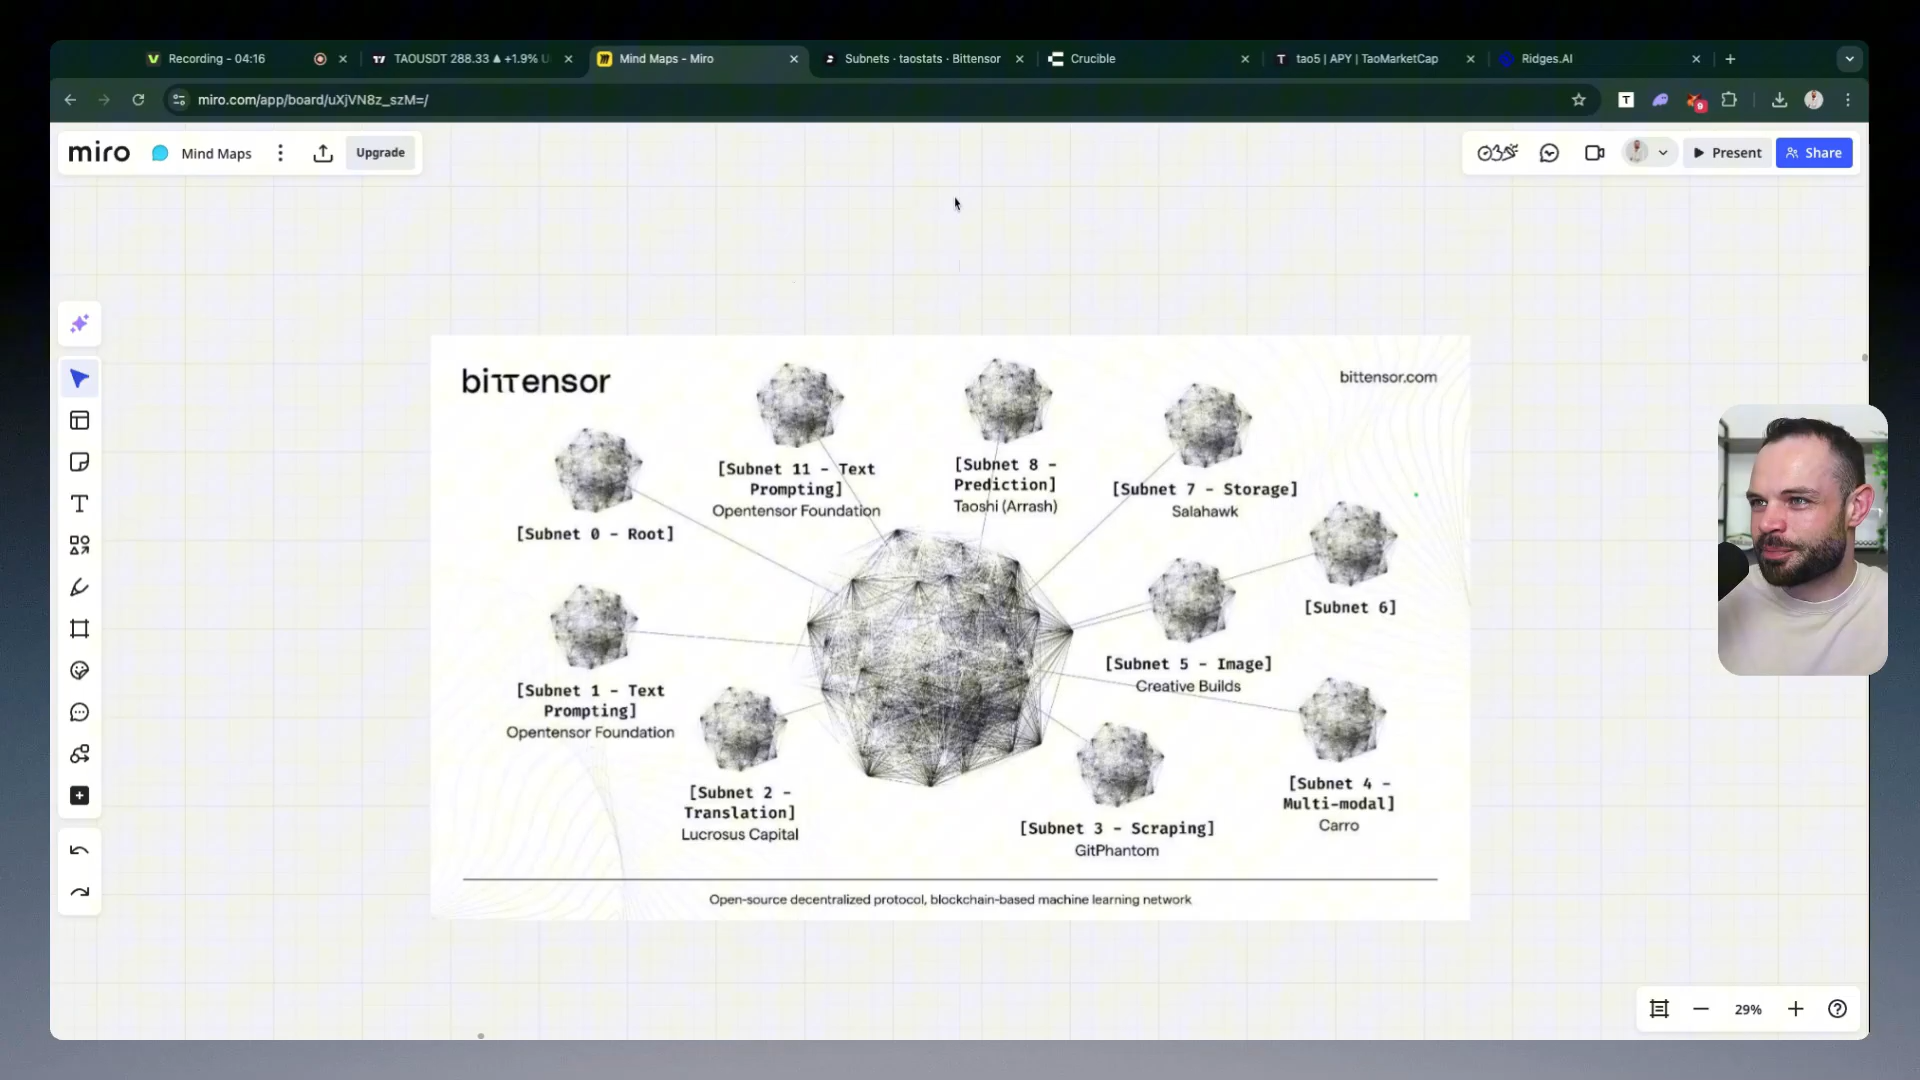 Recording - 04:16
TAOUSDT 288.33 ▲ +1.9% U
Mind Maps - Miro
Subnets · taostats · Bittensor
Crucible
tao5 | APY | TaoMarketCap
Ridges.AI
miro.com/app/board/uXjVN8z_szM=/
9
miro
Mind Maps
Upgrade
Present
Share
bittensor
bittensor.com
[Subnet 11 - Text
Prompting]
Opentensor Foundation
[Subnet 8 -
Prediction]
Taoshi (Arrash)
[Subnet 7 - Storage]
Salahawk
[Subnet 0 - Root]
[Subnet 6]
[Subnet 5 - Image]
Creative Builds
[Subnet 1 - Text
Prompting]
Opentensor Foundation
[Subnet 2 -
Translation]
Lucrosus Capital
[Subnet 3 - Scraping]
GitPhantom
[Subnet 4 -
Multi-modal]
Carro
Open-source decentralized protocol, blockchain-based machine learning network
29%